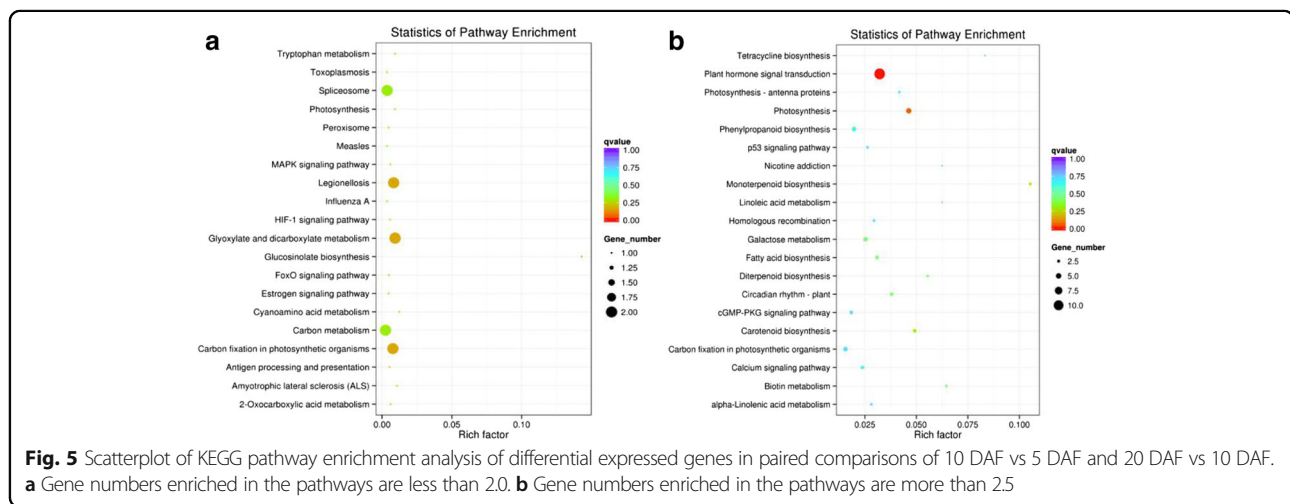 a
Statistics of Pathway Enrichment
Tryptophan metabolism
Toxoplasmosis
Spliceosome
Photosynthesis
Peroxisome
Measles
MAPK signaling pathway
Legionellosis
Influenza A
HIF-1 signaling pathway
Glyoxylate and dicarboxylate metabolism
Glucosinolate biosynthesis
FoxO signaling pathway
Estrogen signaling pathway
Cyanoamino acid metabolism
Carbon metabolism
Carbon fixation in photosynthetic organisms
Antigen processing and presentation
Amyotrophic lateral sclerosis (ALS)
2-Oxocarboxylic acid metabolism
0.00 0.05 0.10 0.15
Rich factor
qvalue
1.00
0.75
0.50
0.25
0.00
Gene_number
1.00
1.25
1.50
1.75
2.00
b
Statistics of Pathway Enrichment
Tetracycline biosynthesis
Plant hormone signal transduction
Photosynthesis - antenna proteins
Photosynthesis
Phenylpropanoid biosynthesis
p53 signaling pathway
Nicotine addiction
Monoterpenoid biosynthesis
Linoleic acid metabolism
Homologous recombination
Galactose metabolism
Fatty acid biosynthesis
Diterpenoid biosynthesis
Circadian rhythm - plant
cGMP-PKG signaling pathway
Carotenoid biosynthesis
Carbon fixation in photosynthetic organisms
Calcium signaling pathway
Biotin metabolism
alpha-Linolenic acid metabolism
0.025 0.050 0.075 0.100
Rich factor
qvalue
1.00
0.75
0.50
0.25
0.00
Gene_number
2.5
5.0
7.5
10.0
Fig. 5 Scatterplot of KEGG pathway enrichment analysis of differential expressed genes in paired comparisons of 10 DAF vs 5 DAF and 20 DAF vs 10 DAF.
a Gene numbers enriched in the pathways are less than 2.0. b Gene numbers enriched in the pathways are more than 2.5